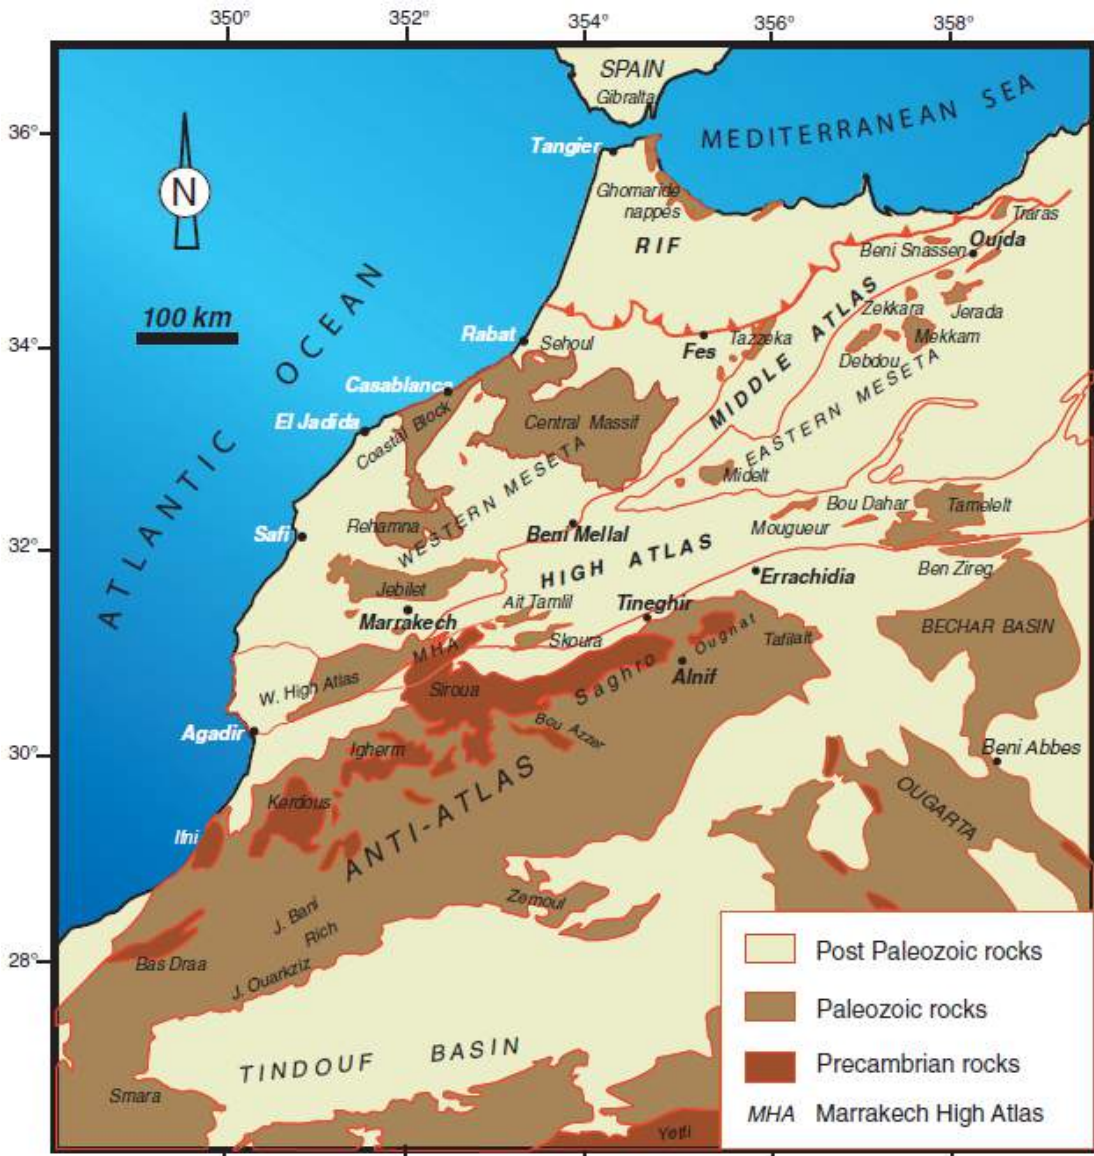 350° 352° 354° 356° 358°
SPAIN
Gibralta
MEDITERRANEAN SEA
36°
Tangier
N
Ghomaride
nappes
Traras
RIF
Oujda
Beni Snassen
ATLANTIC OCEAN
100 km
Zekkara
Jerada
Rabat
Sehoul
Tazzeka
Mekkam
34°
Fes
Debdou
MIDDLE ATLAS
Casablanca
EASTERN MESETA
El Jadida
Coastal Block
Central Massif
Midelt
WESTERN MESETA
Bou Dahar
Tamelelt
Safi
Rehamna
Beni Mellal
Mougueur
32°
HIGH ATLAS
Errachidia
Ben Zireg
Jebilet
Ait Tamlil
Tineghir
Marrakech
Skoura
Ougnat
Tafilalt
BECHAR BASIN
MHA
W. High Atlas
Siroua
Saghro
Alnif
Agadir
Bou Azzer
30°
Igherm
Beni Abbes
Kerdous
ANTI-ATLAS
OUGARTA
Ifni
Zemoul
J. Bani
Rich
28°
Bas Draa
J. Ouarkziz
TINDOUF BASIN
Smara
Yetti
Post Paleozoic rocks
Paleozoic rocks
Precambrian rocks
MHA Marrakech High Atlas